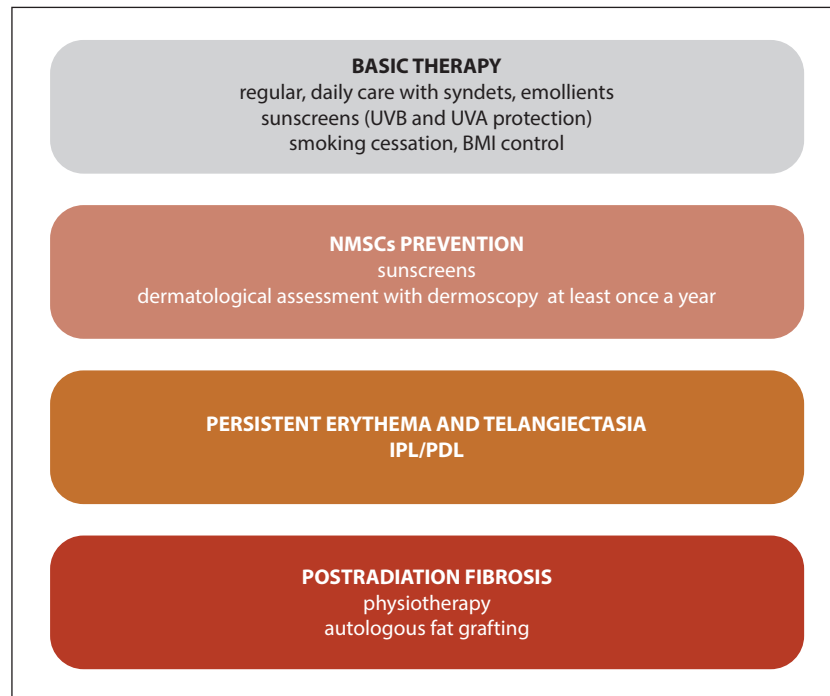 BASIC THERAPY
regular, daily care with syndets, emollients
sunscreens (UVB and UVA protection)
smoking cessation, BMI control
NMSCs PREVENTION
sunscreens
dermatological assessment with dermoscopy at least once a year
PERSISTENT ERYTHEMA AND TELANGIECTASIA
IPL/PDL
POSTRADIATION FIBROSIS
physiotherapy
autologous fat grafting